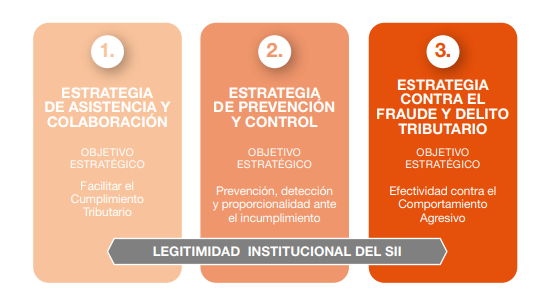 1.
ESTRATEGIA
DE ASISTENCIA Y
COLABORACIÓN
OBJETIVO
ESTRATÉGICO
Facilitar el
Cumplimiento
Tributario
2.
ESTRATEGIA
DE PREVENCIÓN
Y CONTROL
OBJETIVO
ESTRATÉGICO
Prevención, detección
y proporcionalidad ante
el incumplimiento
3.
ESTRATEGIA
CONTRA EL
FRAUDE Y DELITO
TRIBUTARIO
OBJETIVO
ESTRATÉGICO
Efectividad contra el
Comportamiento
Agresivo
LEGITIMIDAD INSTITUCIONAL DEL SII